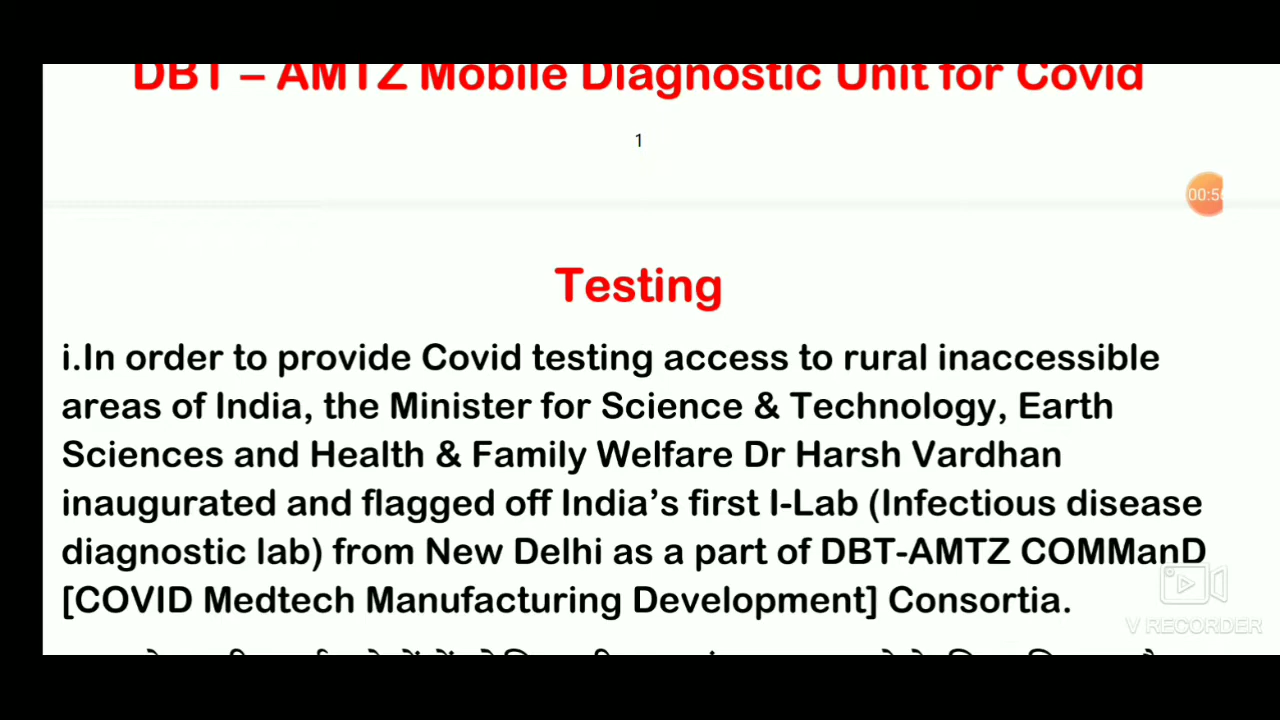 DBT – AMTZ Mobile Diagnostic Unit for Covid
1
00:50
Testing
i.In order to provide Covid testing access to rural inaccessible
areas of India, the Minister for Science & Technology, Earth
Sciences and Health & Family Welfare Dr Harsh Vardhan
inaugurated and flagged off India’s first I-Lab (Infectious disease
diagnostic lab) from New Delhi as a part of DBT-AMTZ COMManD
[COVID Medtech Manufacturing Development] Consortia.
V RECORDER